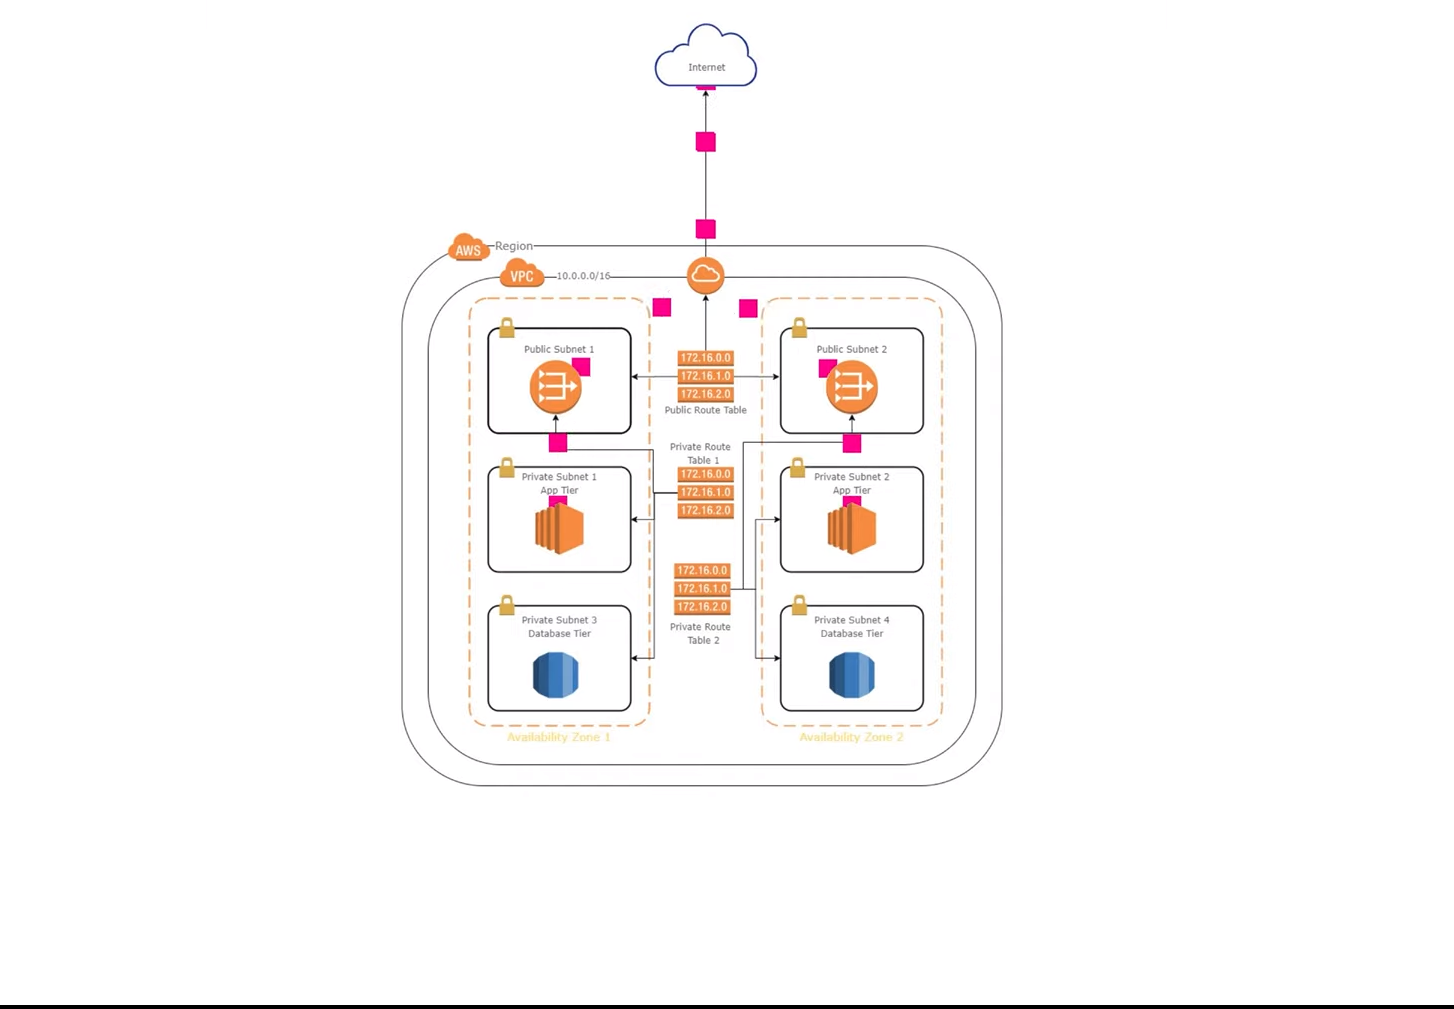 Internet
AWS
Region
VPC
10.0.0.0/16
Public Subnet 1
Public Subnet 2
172.16.0.0
172.16.1.0
172.16.2.0
Public Route Table
Private Route
Table 1
172.16.0.0
172.16.1.0
172.16.2.0
Private Subnet 1
App Tier
Private Subnet 2
App Tier
172.16.0.0
172.16.1.0
172.16.2.0
Private Route
Table 2
Private Subnet 3
Database Tier
Private Subnet 4
Database Tier
Availability Zone 1
Availability Zone 2